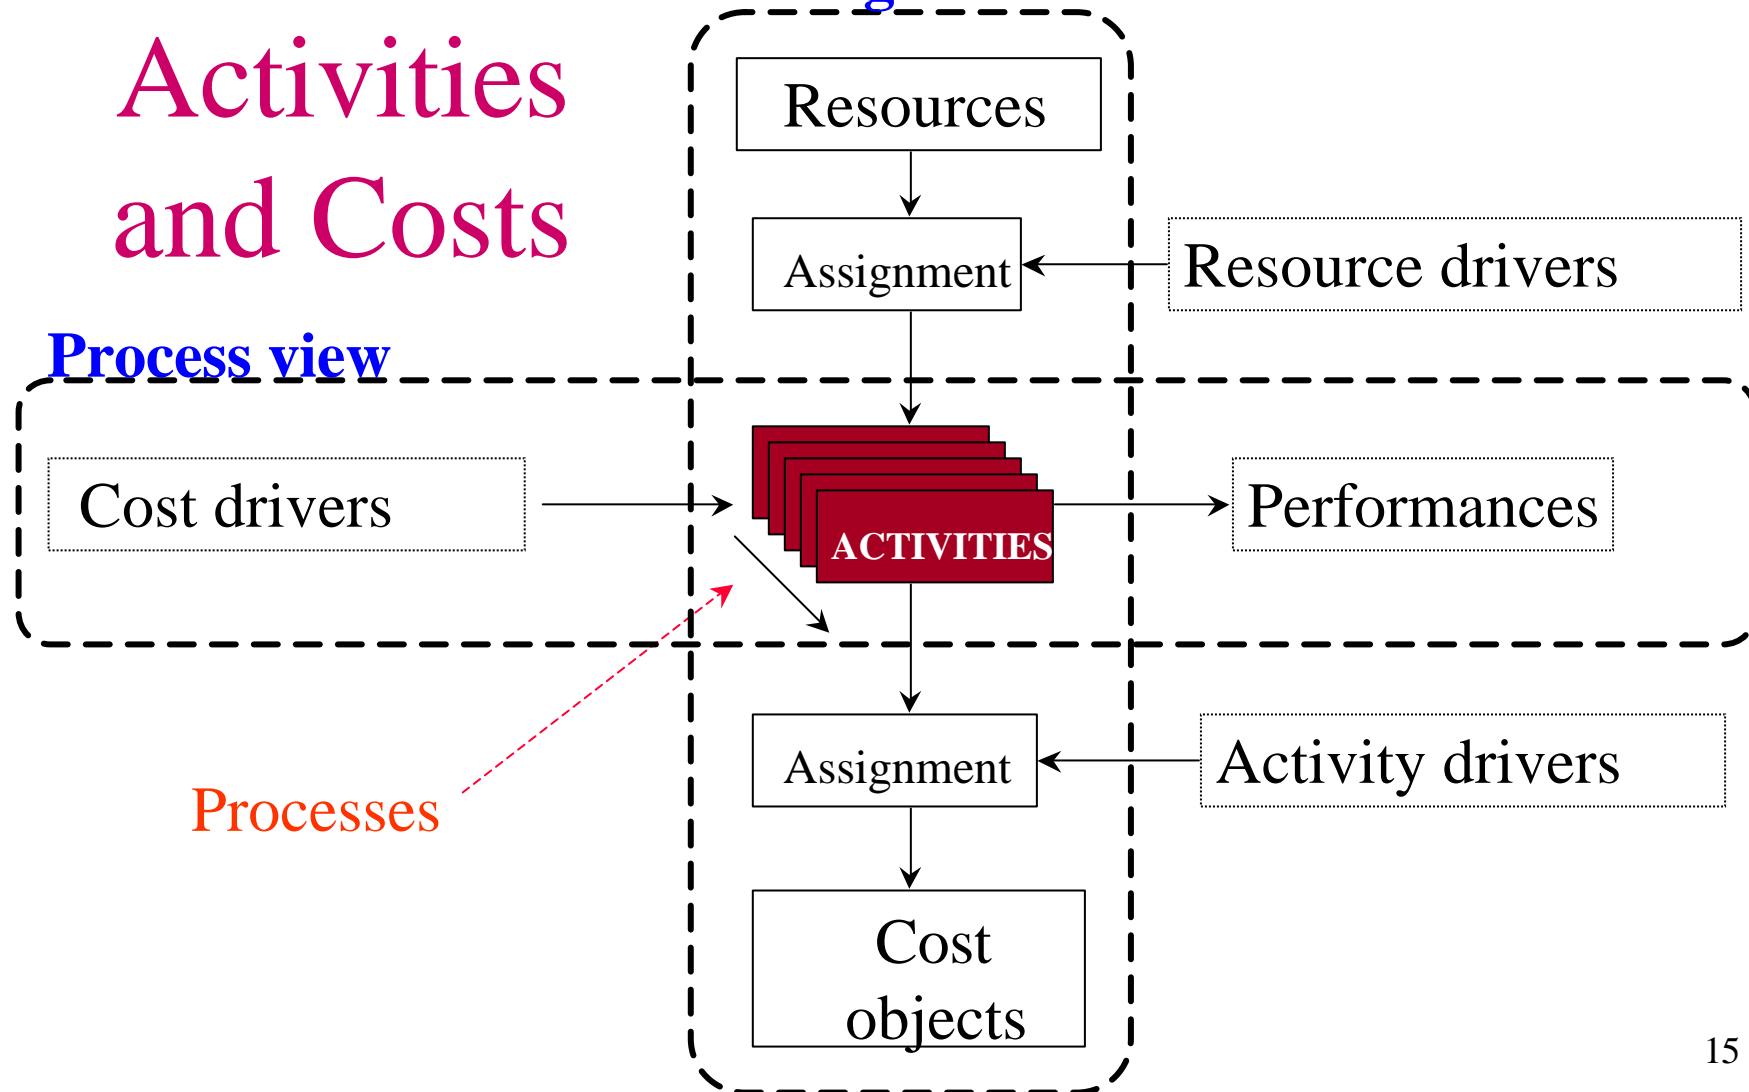 Activities
and Costs
Resources
Assignment
Resource drivers
Process view
Cost drivers
ACTIVITIES
Performances
Assignment
Activity drivers
Processes
Cost
objects
15